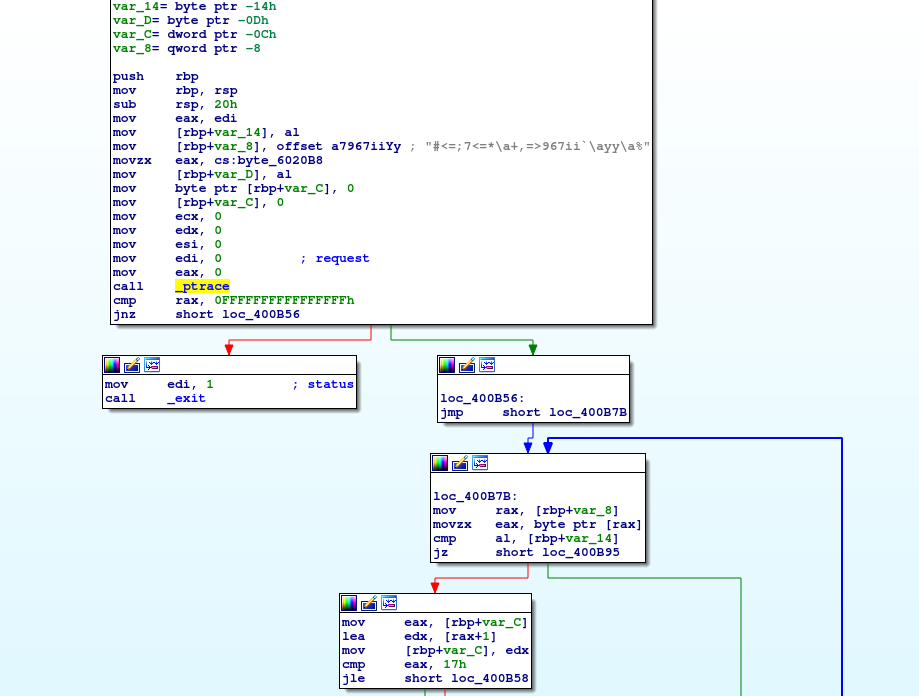 var_14= byte ptr -14h
var_D= byte ptr -0Dh
var_C= dword ptr -0Ch
var_8= qword ptr -8
push rbp
mov rbp, rsp
sub rsp, 20h
mov eax, edi
mov [rbp+var_14], al
mov [rbp+var_8], offset a7967iiYy ; "#<=;7<=*\a+,=>967ii`\ayy\a%"
movzx eax, cs:byte_6020B8
mov [rbp+var_D], al
mov byte ptr [rbp+var_C], 0
mov [rbp+var_C], 0
mov ecx, 0
mov edx, 0
mov esi, 0
mov edi, 0 ; request
mov eax, 0
call _ptrace
cmp rax, 0FFFFFFFFFFFFFFFFh
jnz short loc_400B56
mov edi, 1 ; status
call _exit
loc_400B56:
jmp short loc_400B7B
loc_400B7B:
mov rax, [rbp+var_8]
movzx eax, byte ptr [rax]
cmp al, [rbp+var_14]
jz short loc_400B95
mov eax, [rbp+var_C]
lea edx, [rax+1]
mov [rbp+var_C], edx
cmp eax, 17h
jle short loc_400B58